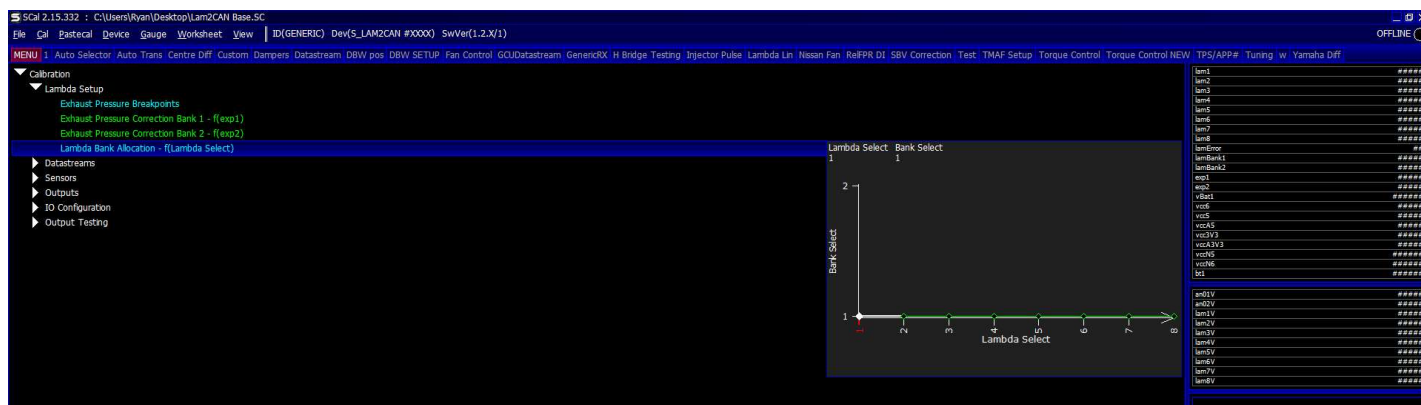 SCal 2.15.332 : C:\Users\Ryan\Desktop\Lam2CAN Base.SC
File Cal Pastecal Device Gauge Worksheet View ID(GENERIC) Dev(S_LAM2CAN #XXXX) SwVer(1.2.X/1) OFFLINE
MENU 1 Auto Selector Auto Trans Centre Diff Custom Dampers Datastream DBW pos DBW SETUP Fan Control GCUDatastream GenericRX H Bridge Testing Injector Pulse Lambda Lin Nissan Fan RelFPR DI SBV Correction Test TMAF Setup Torque Control Torque Control NEW TPS/APP# Tuning w Yamaha Diff
Calibration
Lambda Setup
Exhaust Pressure Breakpoints
Exhaust Pressure Correction Bank 1 - f(exp1)
Exhaust Pressure Correction Bank 2 - f(exp2)
Lambda Bank Allocation - f(Lambda Select)
Datastreams
Sensors
Outputs
IO Configuration
Output Testing
Lambda Select Bank Select
1 1
2
Bank Select
1
1 2 3 4 5 6 7 8
Lambda Select
lam1 #####
lam2 #####
lam3 #####
lam4 #####
lam5 #####
lam6 #####
lam7 #####
lam8 #####
lamError ##
lamBank1 #####
lamBank2 #####
exp1 #####
exp2 #####
vBat1 ######
vcc6 #####
vcc5 #####
vccA5 #####
vcc3V3 #####
vccA3V3 #####
vccN5 ######
vccN6 ######
bt1 ######
an01V #####
an02V #####
lam1V #####
lam2V #####
lam3V #####
lam4V #####
lam5V #####
lam6V #####
lam7V #####
lam8V #####